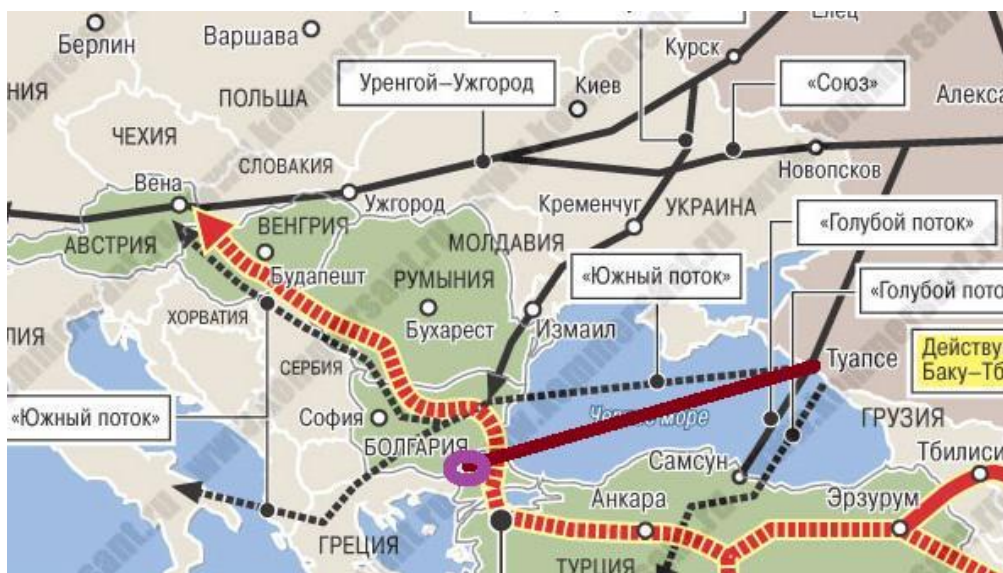 Елец
Берлин
Варшава
Курск
Уренгой–Ужгород
Киев
«Союз»
НИЯ
ПОЛЬША
Алекса
ЧЕХИЯ
СЛОВАКИЯ
Новопсков
Вена
Ужгород
Кременчуг
УКРАИНА
ВЕНГРИЯ
«Голубой поток»
АВСТРИЯ
МОЛДАВИЯ
Будапешт
РУМЫНИЯ
«Южный поток»
«Голубой пото
ХОРВАТИЯ
Бухарест
Измаил
ЛИЯ
Туапсе
Действу
Баку–Тб
СЕРБИЯ
«Южный поток»
София
море
ГРУЗИЯ
БОЛГАРИЯ
Самсун
Тбилиси
Анкара
Эрзурум
ГРЕЦИЯ
ТУРЦИЯ